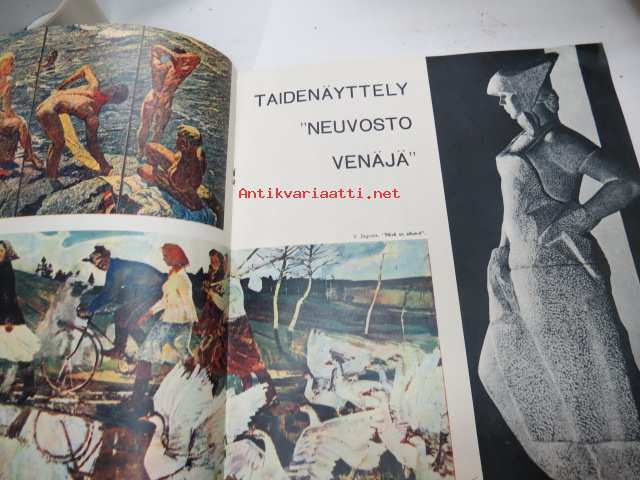 TAIDENÄYTTELY
"NEUVOSTO
VENÄJÄ"
Antikvariaatti.net